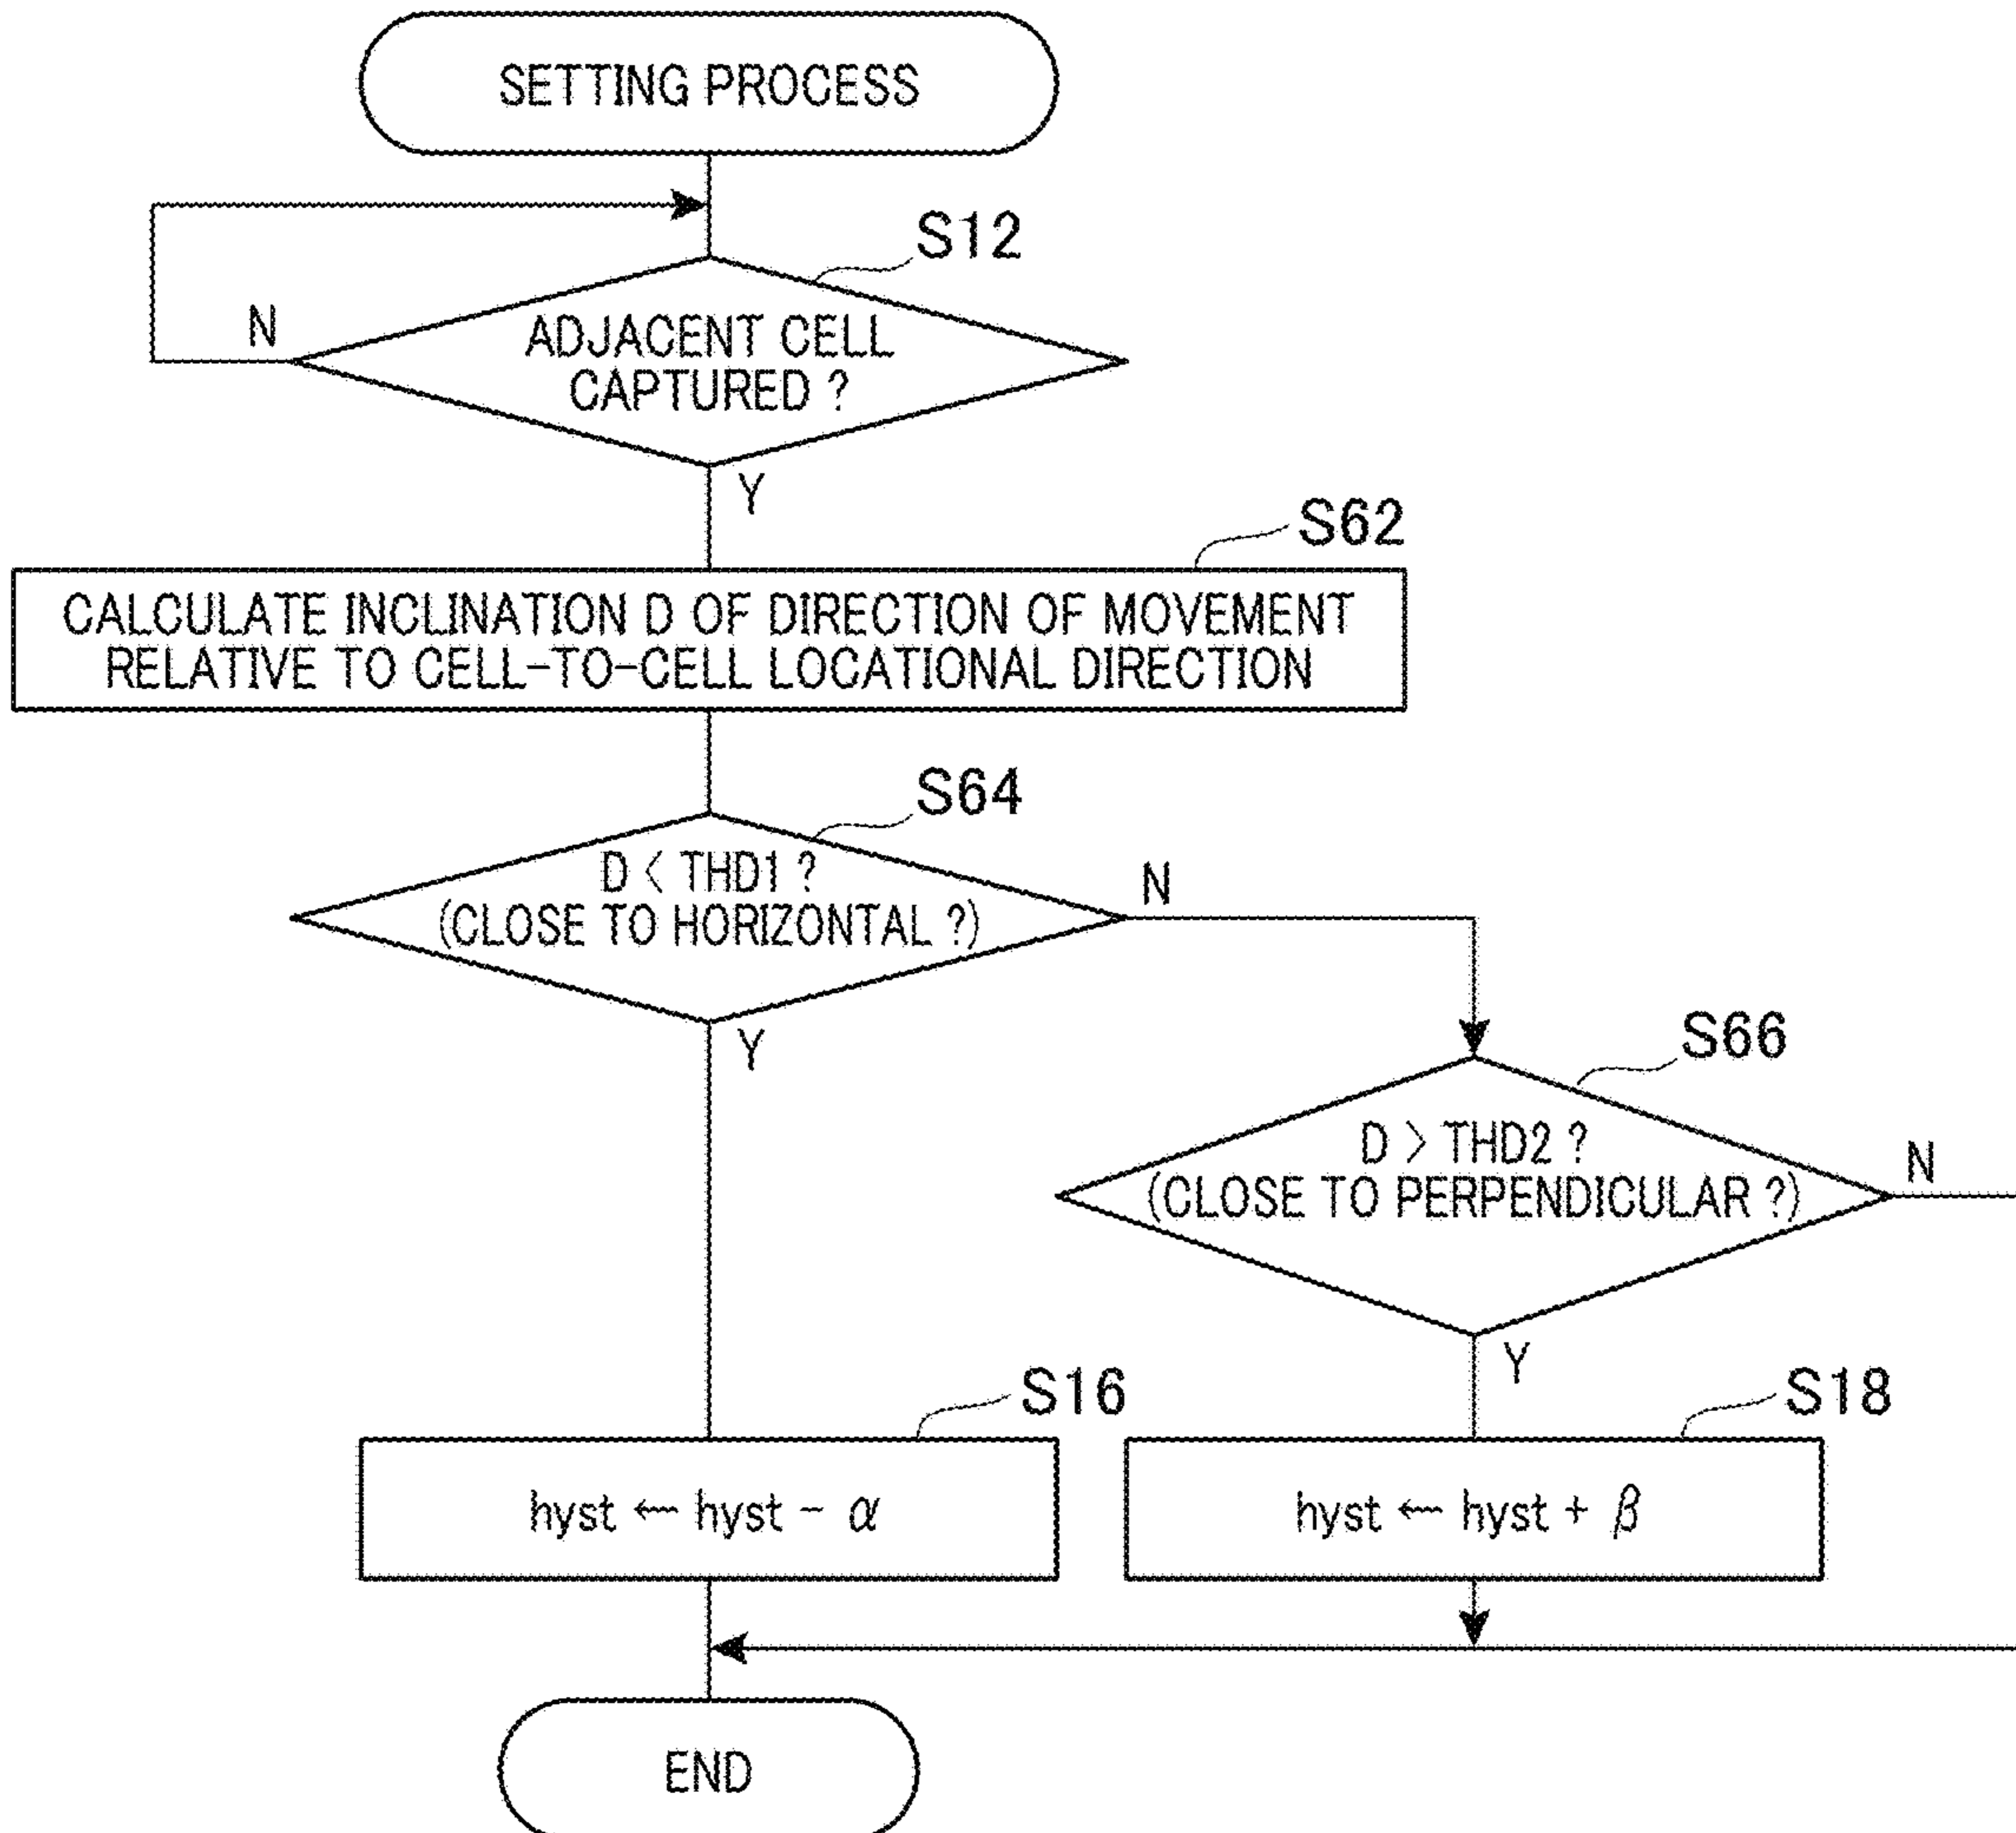 SETTING PROCESS
S12
N
ADJACENT CELL
CAPTURED ?
Y
S62
CALCULATE INCLINATION D OF DIRECTION OF MOVEMENT
RELATIVE TO CELL-TO-CELL LOCATIONAL DIRECTION
S64
D < THD1 ?
(CLOSE TO HORIZONTAL ?)
N
Y
S66
D > THD2 ?
(CLOSE TO PERPENDICULAR ?)
N
Y
S16
hyst ← hyst - α
S18
hyst ← hyst + β
END